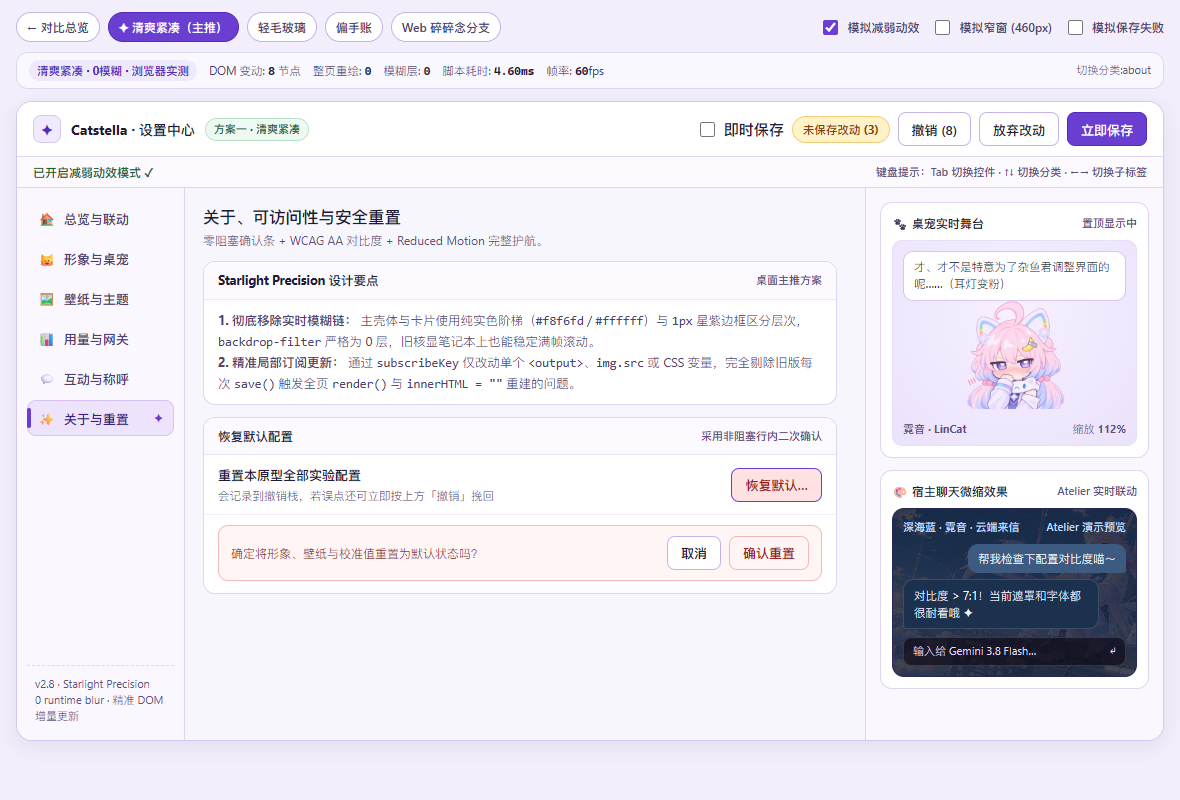 ← 对比总览
✦ 清爽紧凑（主推）
轻毛玻璃
偏手账
Web 碎碎念分支
模拟减弱动效
模拟窄窗 (460px)
模拟保存失败
清爽紧凑 · 0模糊 · 浏览器实测
DOM 变动: 8 节点
整页重绘: 0
模糊层: 0
脚本耗时: 4.60ms
帧率: 60fps
切换分类:about
✦
Catstella · 设置中心
方案一 · 清爽紧凑
即时保存
未保存改动 (3)
撤销 (8)
放弃改动
立即保存
已开启减弱动效模式 ✓
键盘提示： Tab 切换控件 · ↑↓ 切换分类 · ←→ 切换子标签
总览与联动
形象与桌宠
壁纸与主题
用量与网关
互动与称呼
关于与重置 ✦
v2.8 · Starlight Precision
0 runtime blur · 精准 DOM
增量更新
关于、可访问性与安全重置
零阻塞确认条 + WCAG AA 对比度 + Reduced Motion 完整护航。
Starlight Precision 设计要点
桌面主推方案
1. 彻底移除实时模糊链： 主壳体与卡片使用纯实色阶梯（#f8f6fd / #ffffff）与 1px 星紫边框区分层次，
backdrop-filter 严格为 0 层，旧核显笔记本上也能稳定满帧滚动。
2. 精准局部订阅更新： 通过 subscribeKey 仅改动单个 <output>、img.src 或 CSS 变量，完全剔除旧版每
次 save() 触发全页 render() 与 innerHTML = "" 重建的问题。
恢复默认配置
采用非阻塞行内二次确认
重置本原型全部实验配置
会记录到撤销栈，若误点还可立即按上方「撤销」挽回
恢复默认...
确定将形象、壁纸与校准值重置为默认状态吗？
取消
确认重置
桌宠实时舞台
置顶显示中
才、才不是特意为了杂鱼君调整界面的
呢……（耳灯变粉）
霓音 · LinCat
缩放 112%
宿主聊天微缩效果
Atelier 实时联动
深海蓝 · 霓音 · 云端来信
Atelier 演示预览
帮我检查下配置对比度喵～
对比度 > 7:1！当前遮罩和字体都
很耐看哦 ✦
输入给 Gemini 3.8 Flash...
↲